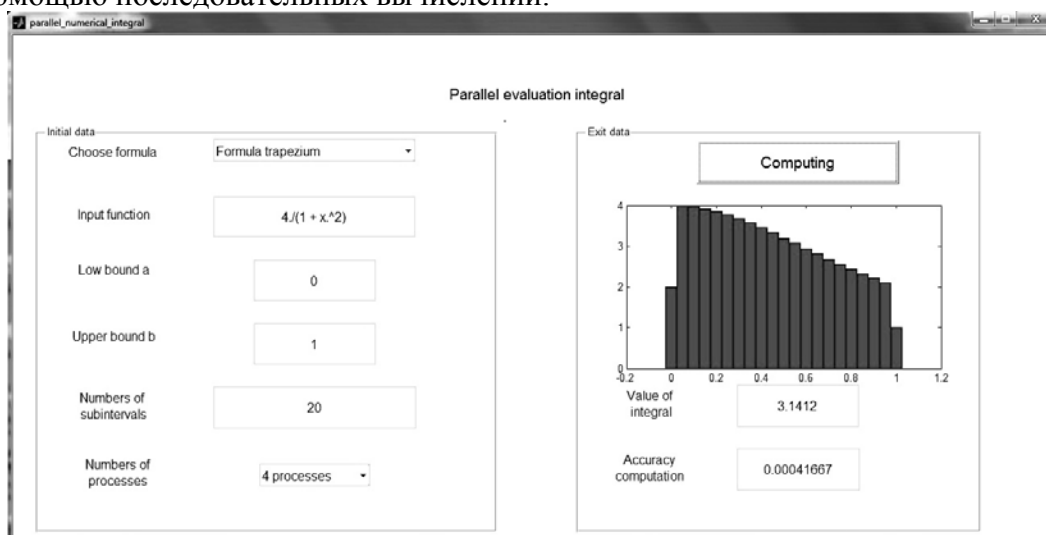 мощью последовательных вычислений.
parallel_numerical_integral
Parallel evaluation integral
Initial data
Choose formula Formula trapezium
Input function 4./(1 + x.^2)
Low bound a 0
Upper bound b 1
Numbers of
subintervals 20
Numbers of
processes 4 processes
Exit data
Computing
4
3
2
1
0
-0.2 0 0.2 0.4 0.6 0.8 1 1.2
Value of
integral 3.1412
Accuracy
computation 0.00041667